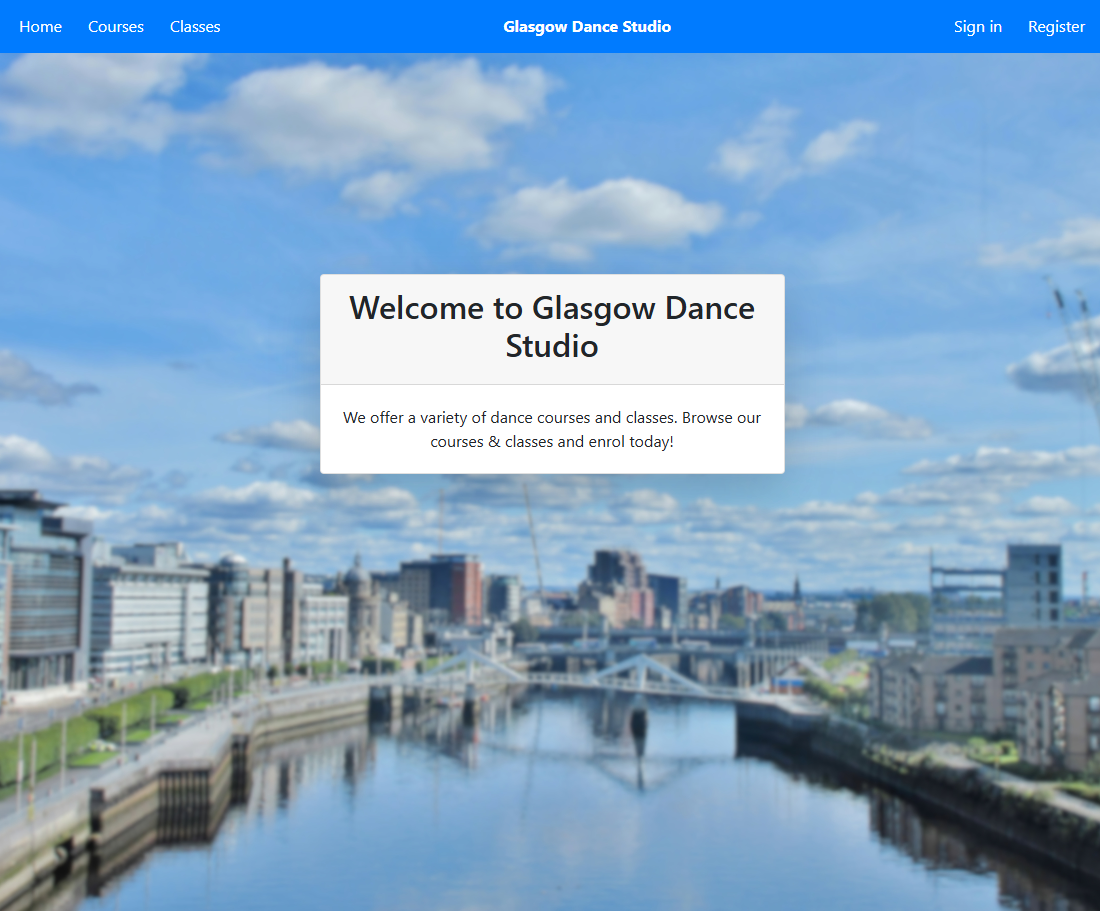 Home Courses Classes Glasgow Dance Studio Sign in Register
Welcome to Glasgow Dance
Studio
We offer a variety of dance courses and classes. Browse our
courses & classes and enrol today!